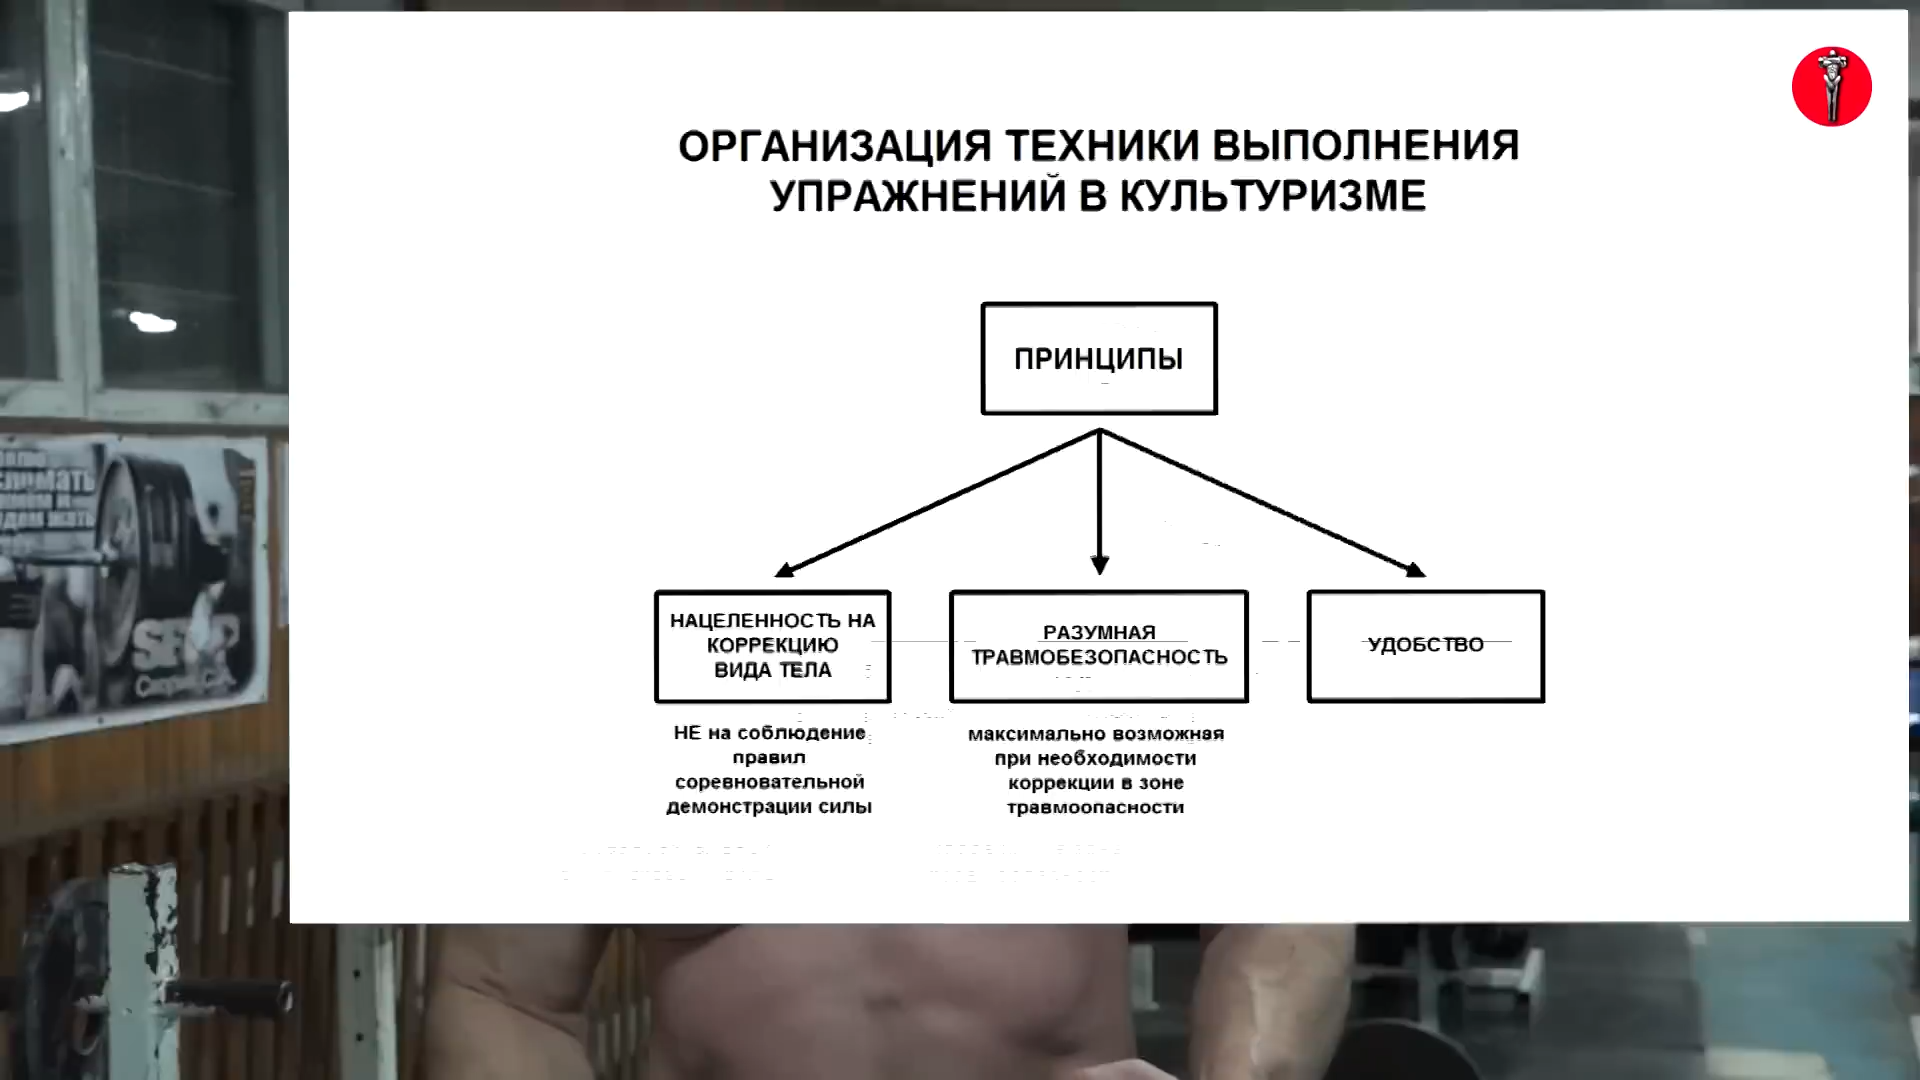 ОРГАНИЗАЦИЯ ТЕХНИКИ ВЫПОЛНЕНИЯ
УПРАЖНЕНИЙ В КУЛЬТУРИЗМЕ
ПРИНЦИПЫ
НАЦЕЛЕННОСТЬ НА
КОРРЕКЦИЮ
ВИДА ТЕЛА
РАЗУМНАЯ
ТРАВМОБЕЗОПАСНОСТЬ
УДОБСТВО
НЕ на соблюдение
правил
соревновательной
демонстрации силы
максимально возможная
при необходимости
коррекции в зоне
травмоопасности